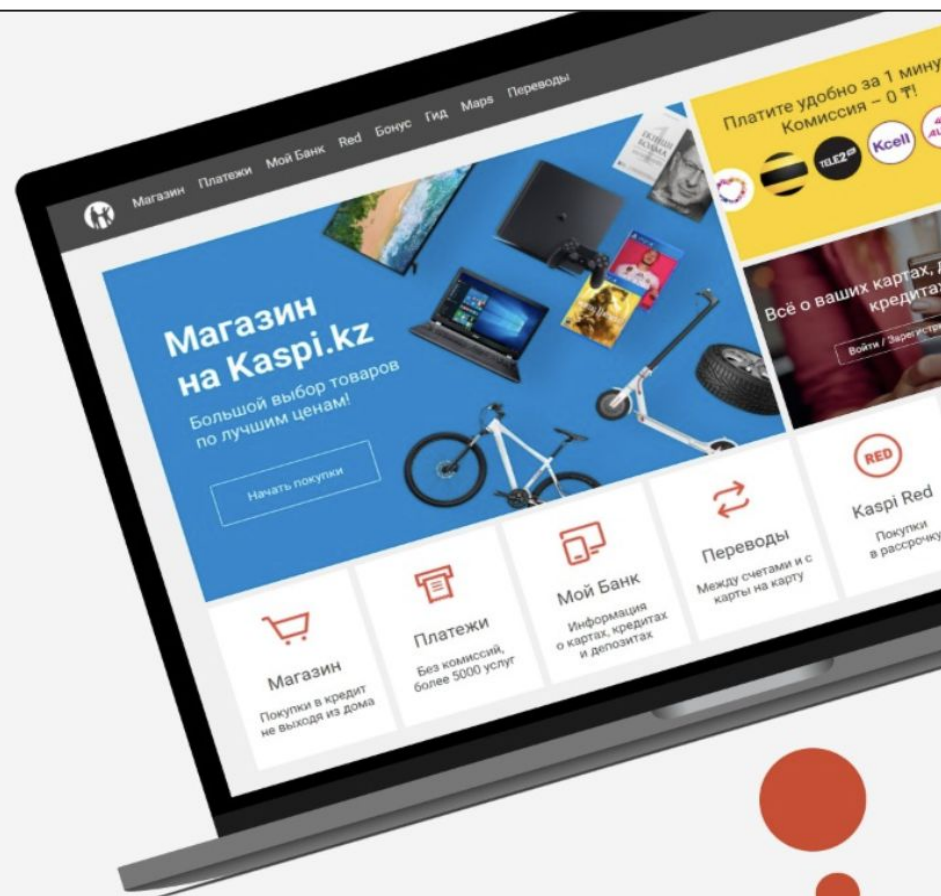 Магазин Платежи Мой Банк Red Бонус Гид Maps Переводы
Магазин
на Kaspi.kz
Большой выбор товаров
по лучшим ценам!
Начать покупки
Платите удобно за 1 мину
Комиссия – 0 ₸!
TELE2
Kcell
Всё о ваших картах, д
кредитах
Войти / Зарегистри
Магазин
Покупки в кредит
не выходя из дома
Платежи
Без комиссий,
более 5000 услуг
Мой Банк
Информация
о картах, кредитах
и депозитах
Переводы
Между счетами и с
карты на карту
RED
Kaspi Red
Покупки
в рассрочку